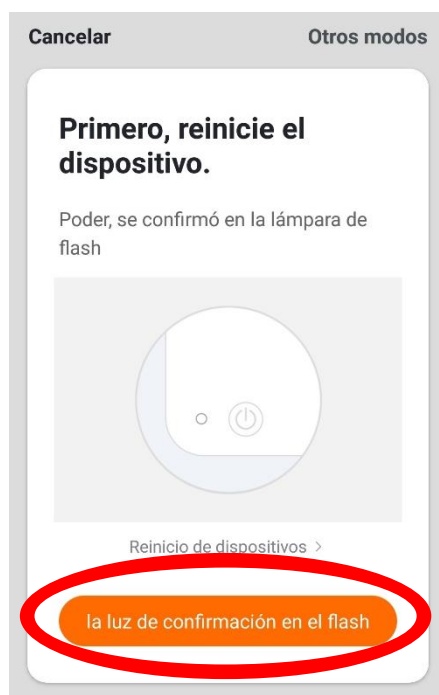 Cancelar
Otros modos
Primero, reinicie el
dispositivo.
Poder, se confirmó en la lámpara de
flash
Reinicio de dispositivos >
la luz de confirmación en el flash